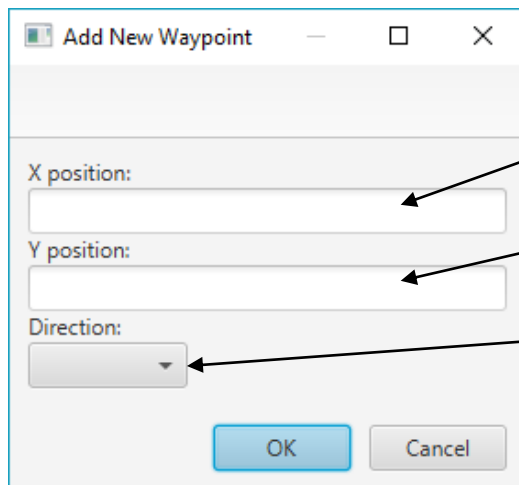 Add New Waypoint
X position:
Y position:
Direction:
OK Cancel